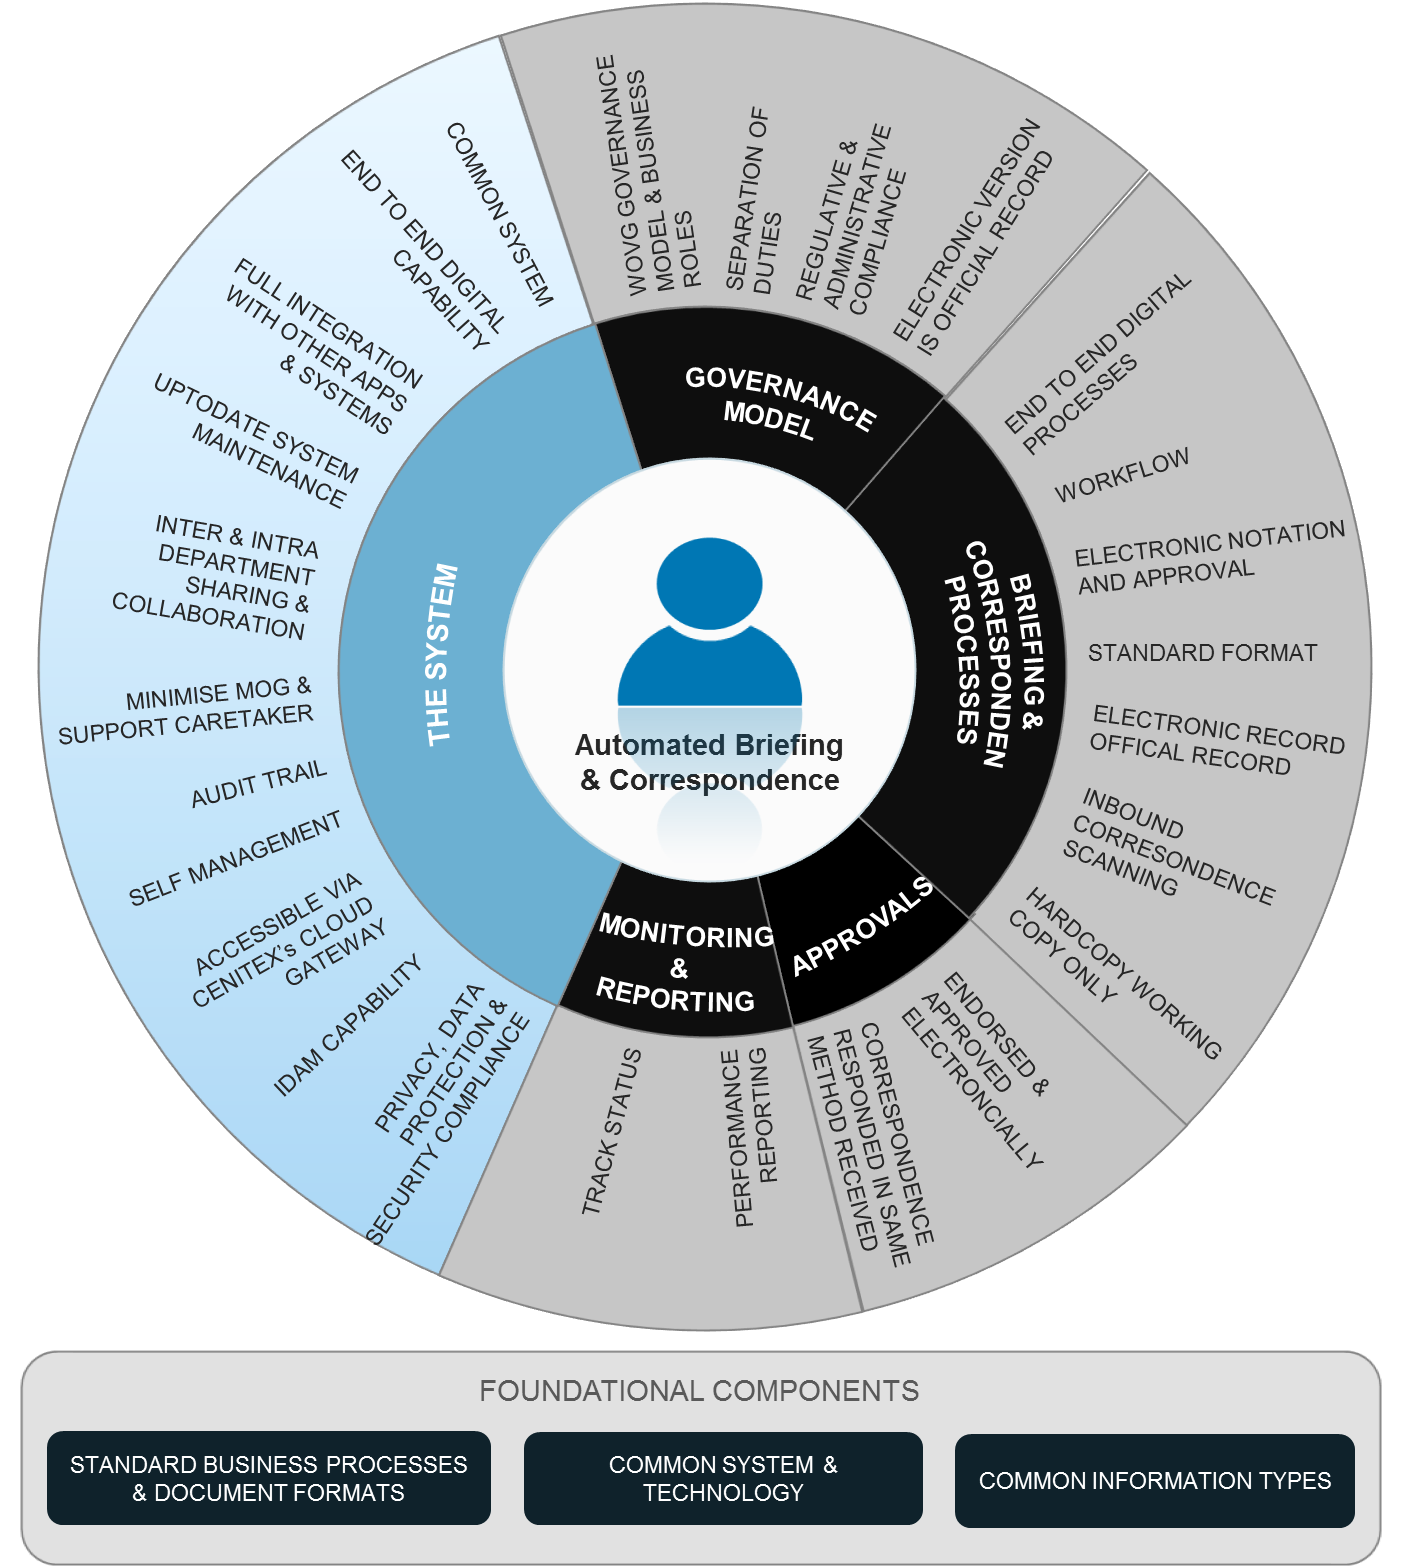 WOVG GOVERNANCE
MODEL & BUSINESS
ROLES
SEPARATION OF
DUTIES
REGULATIVE &
ADMINISTRATIVE
COMPLIANCE
ELECTRONIC VERSION
IS OFFICIAL RECORD
GOVERNANCE
MODEL
END TO END DIGITAL
PROCESSES
WORKFLOW
ELECTRONIC NOTATION
AND APPROVAL
STANDARD FORMAT
ELECTRONIC RECORD
OFFICAL RECORD
INBOUND
CORRESONDENCE
SCANNING
HARDCOPY WORKING
COPY ONLY
BRIEFING &
CORRESPONDEN
PROCESSES
ENDORSED &
APPROVED
ELECTRONCIALLY
CORRESPONDENCE
RESPONDED IN SAME
METHOD RECEIVED
APPROVALS
PERFORMANCE
REPORTING
TRACK STATUS
MONITORING
&
REPORTING
COMMON SYSTEM
END TO END DIGITAL
CAPABILITY
FULL INTEGRATION
WITH OTHER APPS
& SYSTEMS
UPTODATE SYSTEM
MAINTENANCE
INTER & INTRA
DEPARTMENT
SHARING &
COLLABORATION
MINIMISE MOG &
SUPPORT CARETAKER
AUDIT TRAIL
SELF MANAGEMENT
ACCESSIBLE VIA
CENITEX's CLOUD
GATEWAY
IDAM CAPABILITY
PRIVACY, DATA
PROTECTION &
SECURITY COMPLIANCE
THE SYSTEM
Automated Briefing
& Correspondence
FOUNDATIONAL COMPONENTS
STANDARD BUSINESS PROCESSES
& DOCUMENT FORMATS
COMMON SYSTEM &
TECHNOLOGY
COMMON INFORMATION TYPES